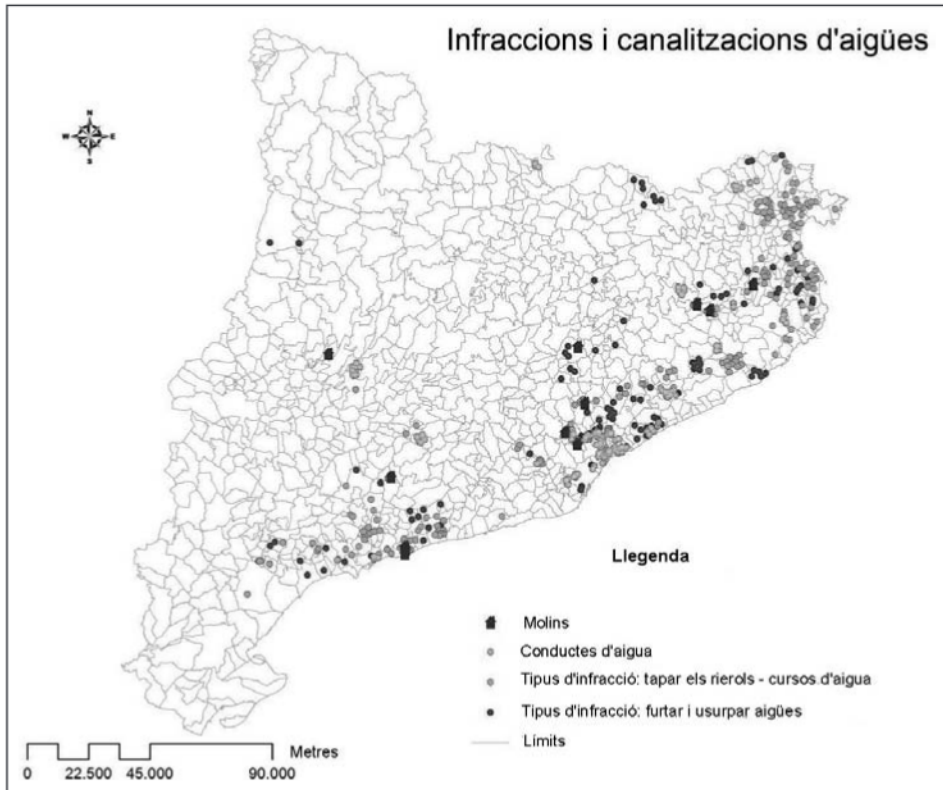 Infraccions i canalitzacions d'aigües
N
W E
S
Llegenda
Molins
Conductes d'aigua
Tipus d'infracció: tapar els rierols - cursos d'aigua
Tipus d'infracció: furtar i usurpar aigües
Límits
Metres
0 22.500 45.000 90.000